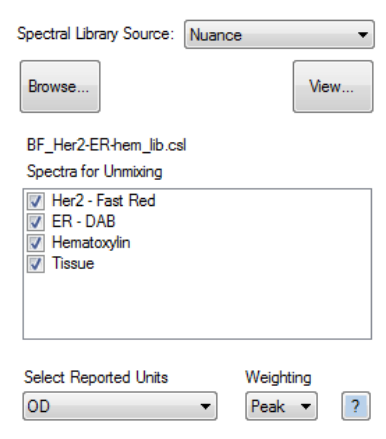 Spectral Library Source: Nuance
Browse... View...
BF_Her2-ER-hem_lib.csl
Spectra for Unmixing
Her2 - Fast Red
ER - DAB
Hematoxylin
Tissue
Select Reported Units Weighting
OD Peak ?